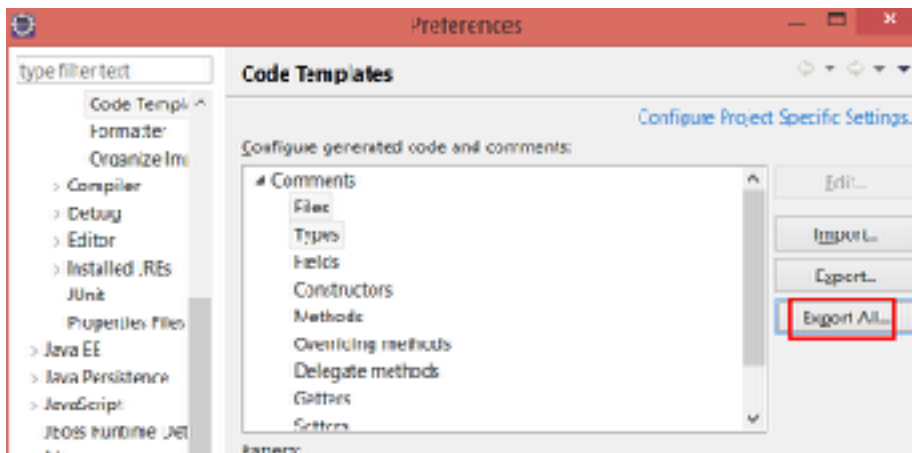 Preferences
type filter text
Code Templates
Code Templ
Formatter
Organize Im
Compiler
Debug
Editor
Installed JREs
JUnit
Properties Files
Java EE
Java Persistence
JavaScript
JBoss Runtime Det
Configure Project Specific Settings.
Configure generated code and comments:
Comments
Files
Types
Fields
Constructors
Methods
Overriding methods
Delegate methods
Getters
Setters
Edit...
Import...
Export...
Export All...